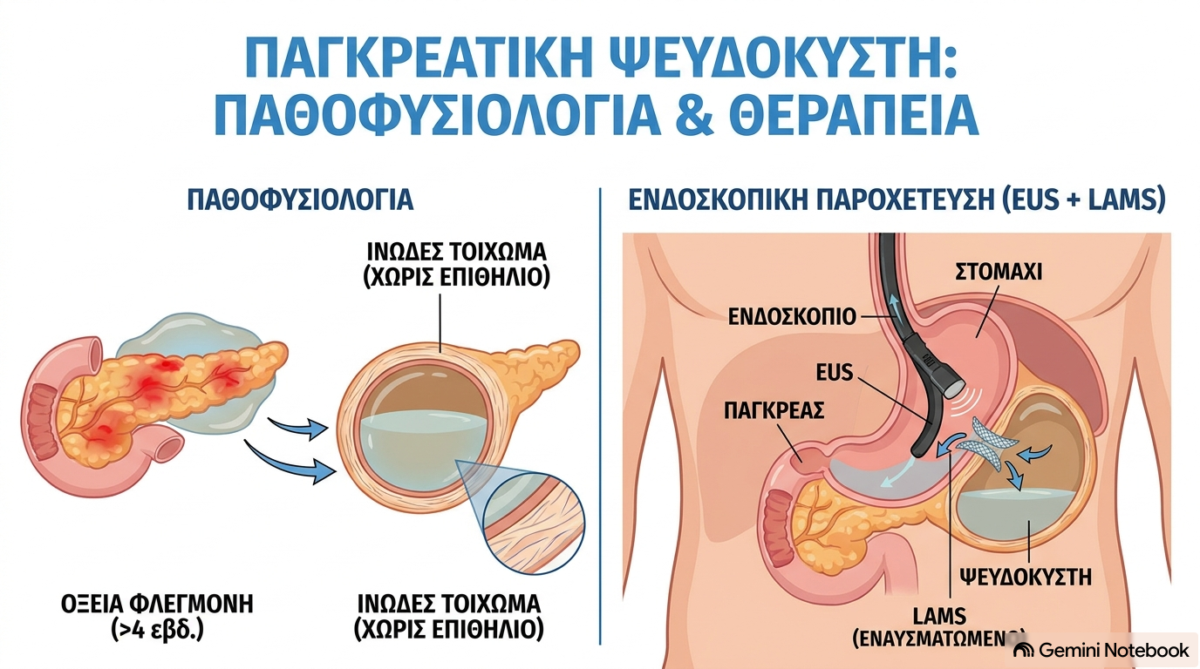 ΠΑΓΚΡΕΑΤΙΚΗ ΨΕΥΔΟΚΥΣΤΗ:
ΠΑΘΟΦΥΣΙΟΛΟΓΙΑ & ΘΕΡΑΠΕΙΑ
ΠΑΘΟΦΥΣΙΟΛΟΓΙΑ
ΙΝΩΔΕΣ ΤΟΙΧΩΜΑ
(ΧΩΡΙΣ ΕΠΙΘΗΛΙΟ)
ΟΞΕΙΑ ΦΛΕΓΜΟΝΗ
(>4 εβδ.)
ΙΝΩΔΕΣ ΤΟΙΧΩΜΑ
(ΧΩΡΙΣ ΕΠΙΘΗΛΙΟ)
ΕΝΔΟΣΚΟΠΙΚΗ ΠΑΡΟΧΕΤΕΥΣΗ (EUS + LAMS)
ΣΤΟΜΑΧΙ
ΕΝΔΟΣΚΟΠΙΟ
EUS
ΠΑΓΚΡΕΑΣ
ΨΕΥΔΟΚΥΣΤΗ
LAMS
(ΕΝΑΥΣΜΑΤΩΜΕΝΟ
Gemini Notebook